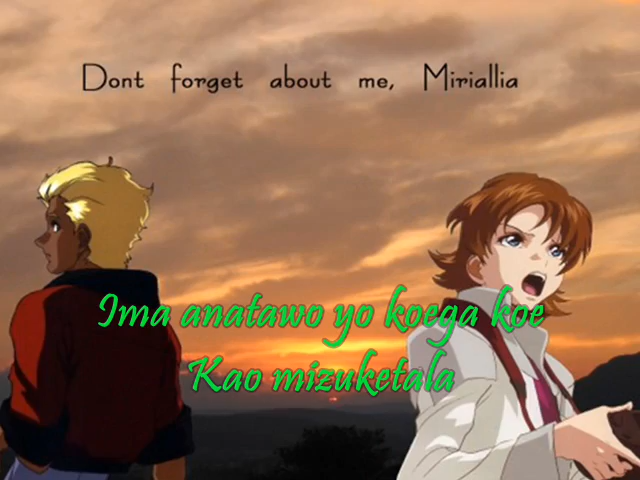 Dont forget about me, Miriallia
Ima anatawo yo koega koe
Kao mizuketala